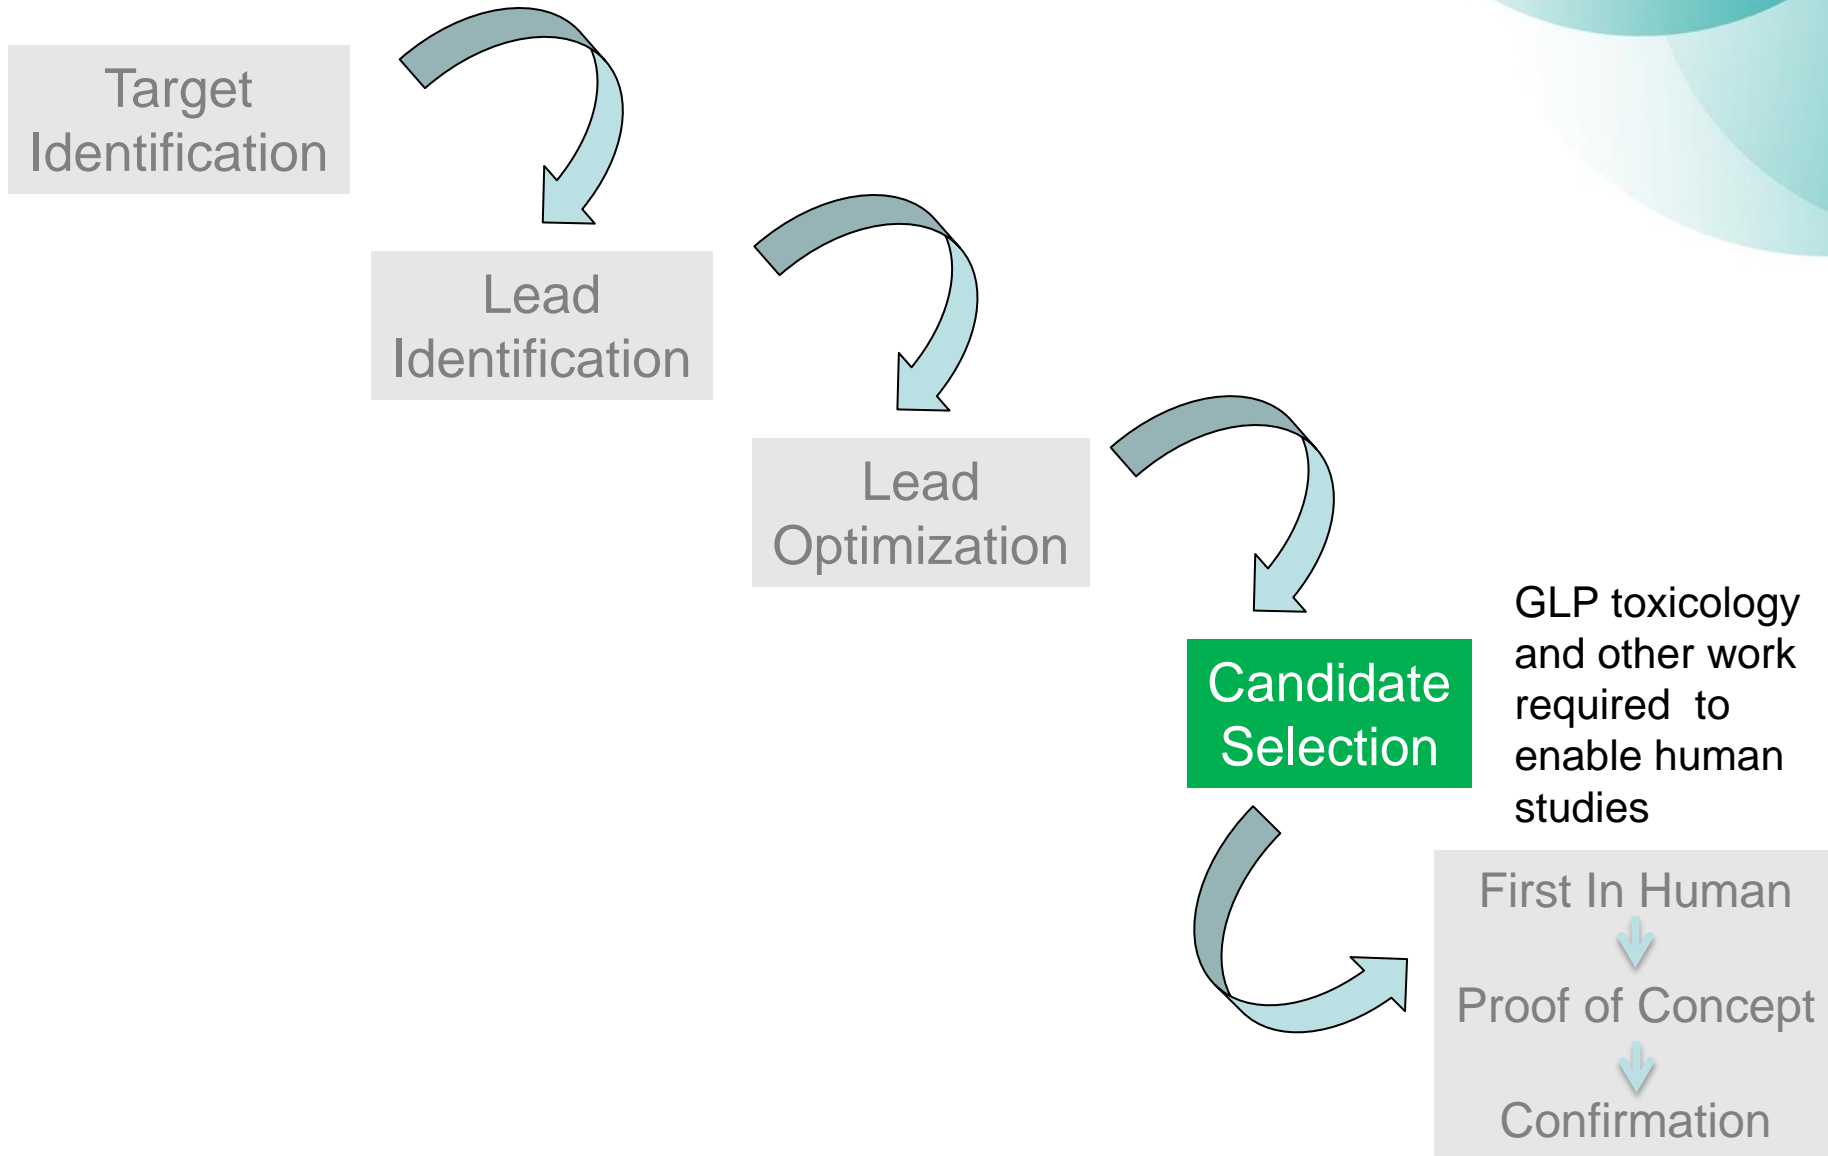 Target
Identification
Lead
Identification
Lead
Optimization
Candidate
Selection
GLP toxicology
and other work
required  to
enable human
studies
First In Human
Proof of Concept
Confirmation